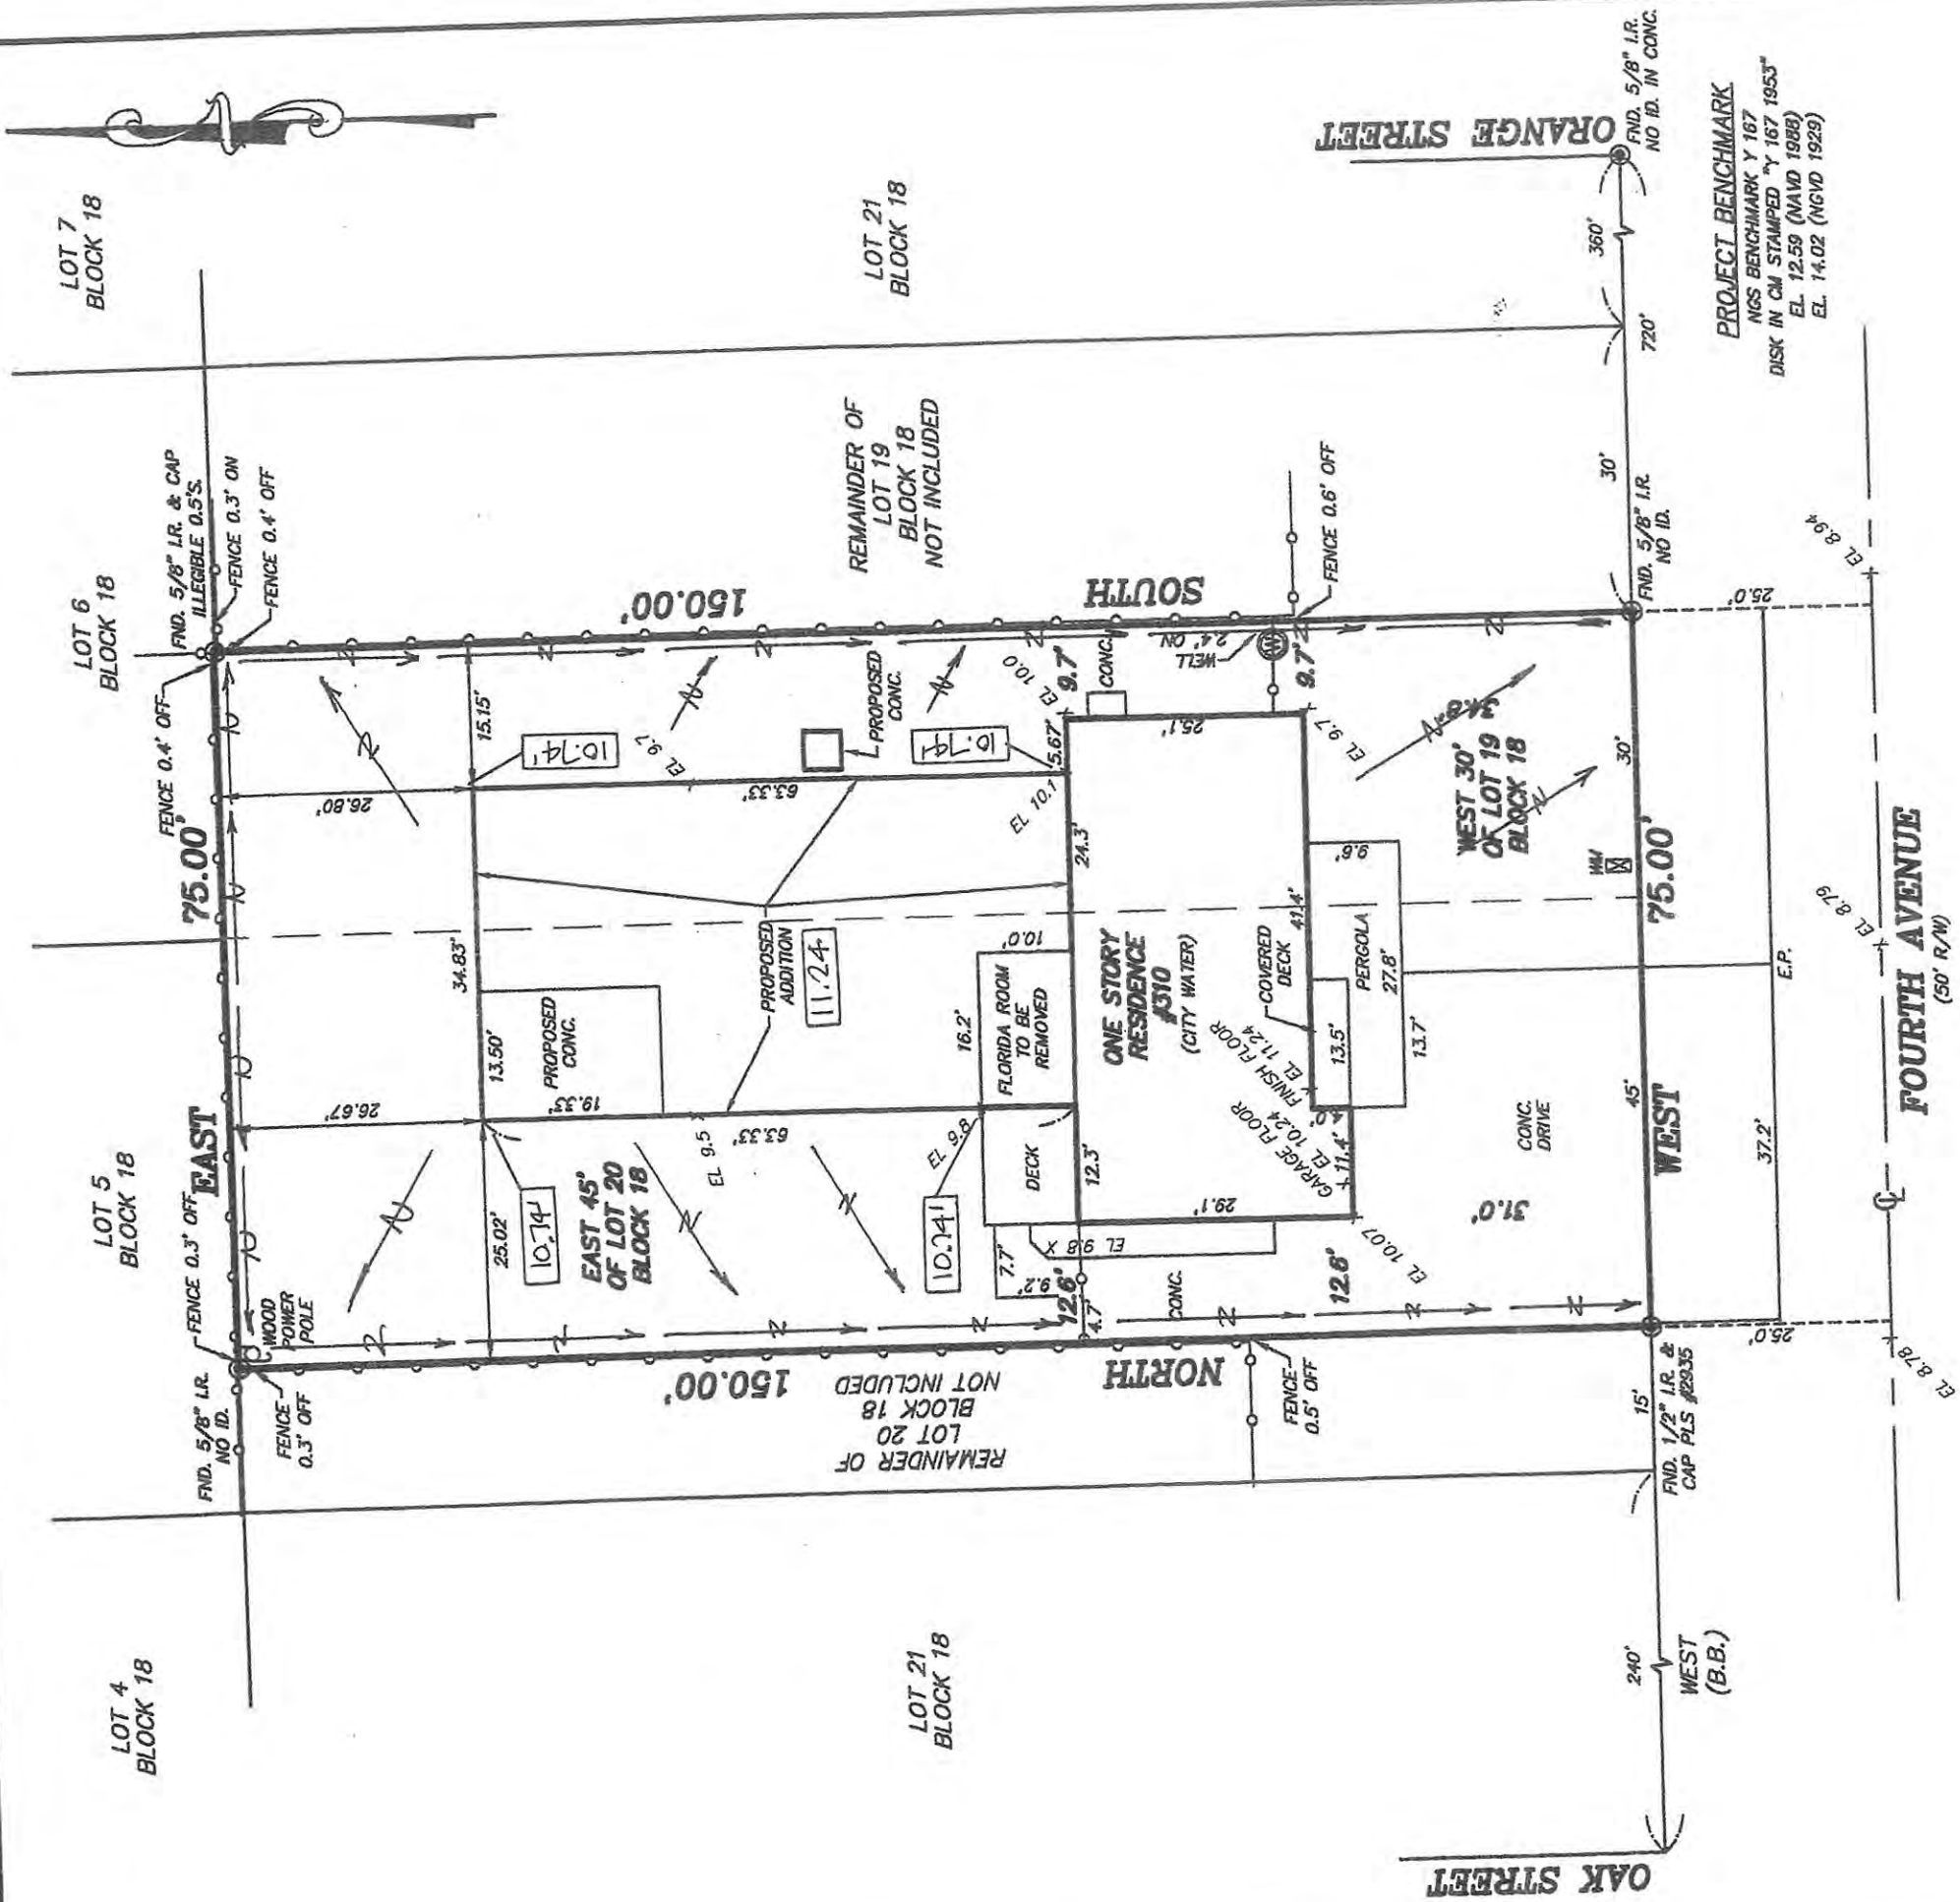 LOT 7
BLOCK 18
LOT 6
BLOCK 18
LOT 5
BLOCK 18
LOT 4
BLOCK 18
LOT 21
BLOCK 18
LOT 21
BLOCK 18
ORANGE STREET
FND. 5/8" I.R.
NO ID. IN CONC.
PROJECT BENCHMARK
NGS BENCHMARK Y 167
DISK IN CM STAMPED "Y 167 1953"
EL. 12.59 (NAVD 1988)
EL. 14.02 (NGVD 1929)
360'
720'
30'
FND. 5/8" I.R. & CAP
ILLEGIBLE 0.5'S.
FENCE 0.3' ON
FENCE 0.4' OFF
FENCE 0.4' OFF
REMAINDER OF
LOT 19
BLOCK 18
NOT INCLUDED
150.00'
SOUTH
FENCE 0.6' OFF
FND. 5/8" I.R.
NO ID.
75.00'
EAST
26.80'
15.15'
10.74'
EL 9.7
PROPOSED
CONC.
10.74'
EL 10.0
9.7'
CONC.
WELL
2.4' ON
W
9.7'
5.67'
25.1'
EL 9.7
34.8'
WEST 30'
OF LOT 19
BLOCK 18
30'
63.33'
EL 10.1
24.3'
34.83'
PROPOSED
ADDITION
11.24
10.0'
16.2'
FLORIDA ROOM
TO BE
REMOVED
ONE STORY
RESIDENCE
#310
(CITY WATER)
41.4'
COVERED
DECK
9.6'
PERGOLA
27.8'
13.5'
13.7'
WM
75.00'
WEST
FINISH FLOOR
EL 11.24
GARAGE FLOOR
EL 10.24
4.0'
11.4'
13.50'
PROPOSED
CONC.
19.33'
26.67'
63.33'
EL 9.5
EL 9.8
DECK
12.3'
29.1'
25.02'
10.74'
EAST 45'
OF LOT 20
BLOCK 18
10.24'
7.7'
9.2'
EL 9.8 X
12.6'
4.7'
CONC.
12.6'
EL 10.07
31.0'
CONC.
DRIVE
45'
37.2'
E.P.
25.0'
25.0'
EL 8.94
EL 8.79
EL 8.78
FOURTH AVENUE
(50' R/W)
CL
FENCE 0.3' OFF
WOOD
POWER
POLE
FND. 5/8" I.R.
NO ID.
FENCE
0.3' OFF
150.00'
NORTH
REMAINDER OF
LOT 20
BLOCK 18
NOT INCLUDED
FENCE
0.5' OFF
15'
FND. 1/2" I.R. &
CAP PLS #2935
240'
WEST
(B.B.)
OAK STREET